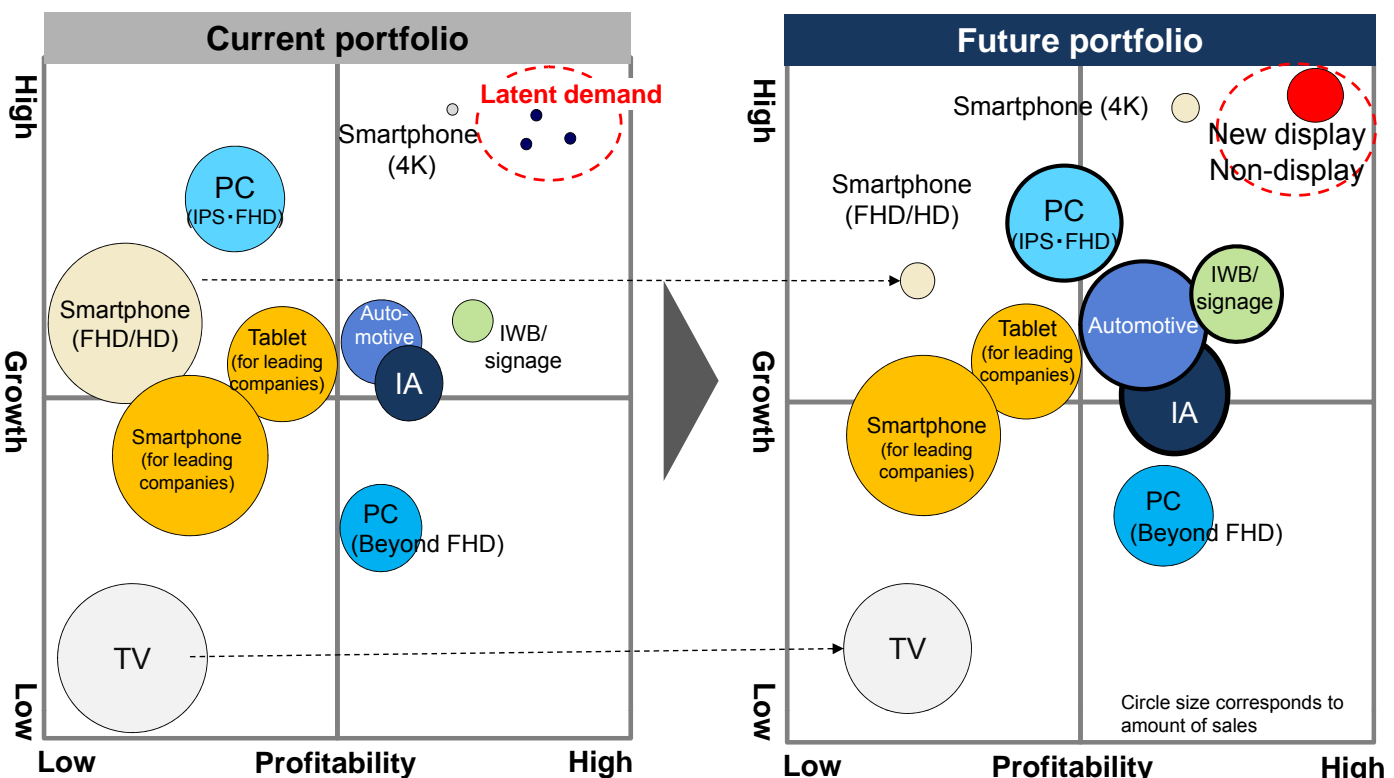 Current portfolio
High
Growth
Low
Latent demand
Smartphone
(4K)
PC
(IPS・FHD)
Smartphone
(FHD/HD)
Tablet
(for leading
companies)
Auto-
motive
IWB/
signage
IA
Smartphone
(for leading
companies)
PC
(Beyond FHD)
TV
Low
Profitability
High
Future portfolio
High
Growth
Low
Smartphone (4K)
New display
Non-display
Smartphone
(FHD/HD)
PC
(IPS・FHD)
IWB/
signage
Tablet
(for leading
companies)
Automotive
IA
Smartphone
(for leading
companies)
PC
(Beyond FHD)
TV
Circle size corresponds to
amount of sales
Low
Profitability
High